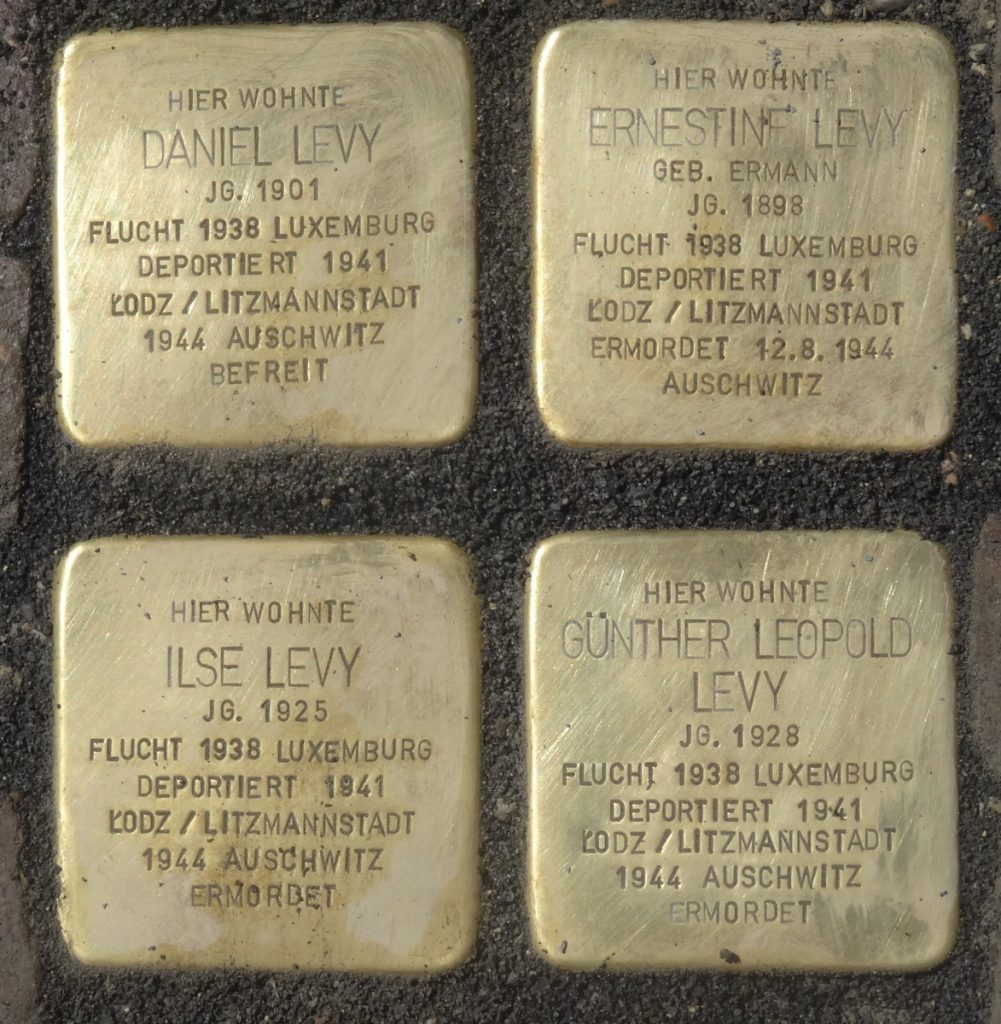 HIER WOHNTE
DANIEL LEVY
JG. 1901
FLUCHT 1938 LUXEMBURG
DEPORTIERT 1941
ŁODZ / LITZMANNSTADT
1944 AUSCHWITZ
BEFREIT
HIER WOHNTE
ERNESTINE LEVY
GEB. ERMANN
JG. 1898
FLUCHT 1938 LUXEMBURG
DEPORTIERT 1941
ŁODZ / LITZMANNSTADT
ERMORDET 12.8.1944
AUSCHWITZ
HIER WOHNTE
ILSE LEVY
JG. 1925
FLUCHT 1938 LUXEMBURG
DEPORTIERT 1941
ŁODZ / LITZMANNSTADT
1944 AUSCHWITZ
ERMORDET
HIER WOHNTE
GÜNTHER LEOPOLD
LEVY
JG. 1928
FLUCHT 1938 LUXEMBURG
DEPORTIERT 1941
ŁODZ / LITZMANNSTADT
1944 AUSCHWITZ
ERMORDET